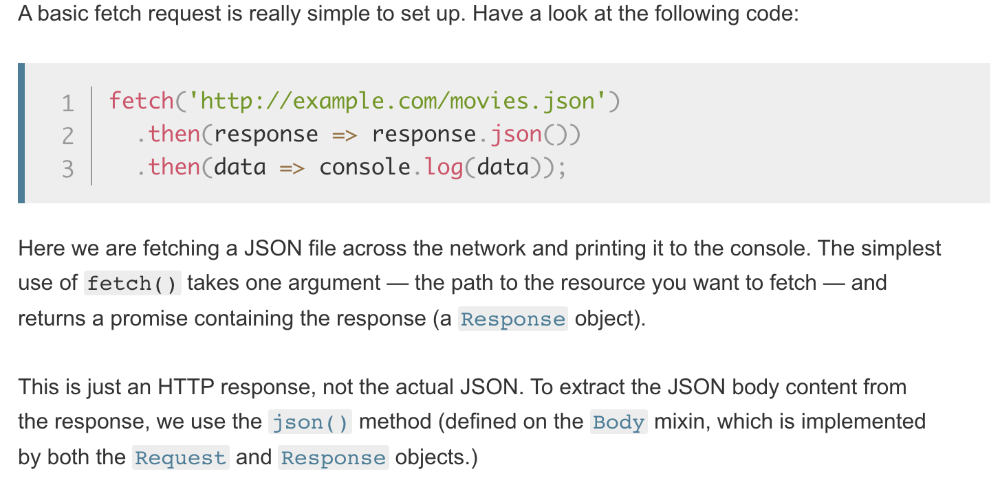 A basic fetch request is really simple to set up. Have a look at the following code:
1 fetch('http://example.com/movies.json')
2 .then(response => response.json())
3 .then(data => console.log(data));
Here we are fetching a JSON file across the network and printing it to the console. The simplest
use of fetch() takes one argument — the path to the resource you want to fetch — and
returns a promise containing the response (a Response object).
This is just an HTTP response, not the actual JSON. To extract the JSON body content from
the response, we use the json() method (defined on the Body mixin, which is implemented
by both the Request and Response objects.)